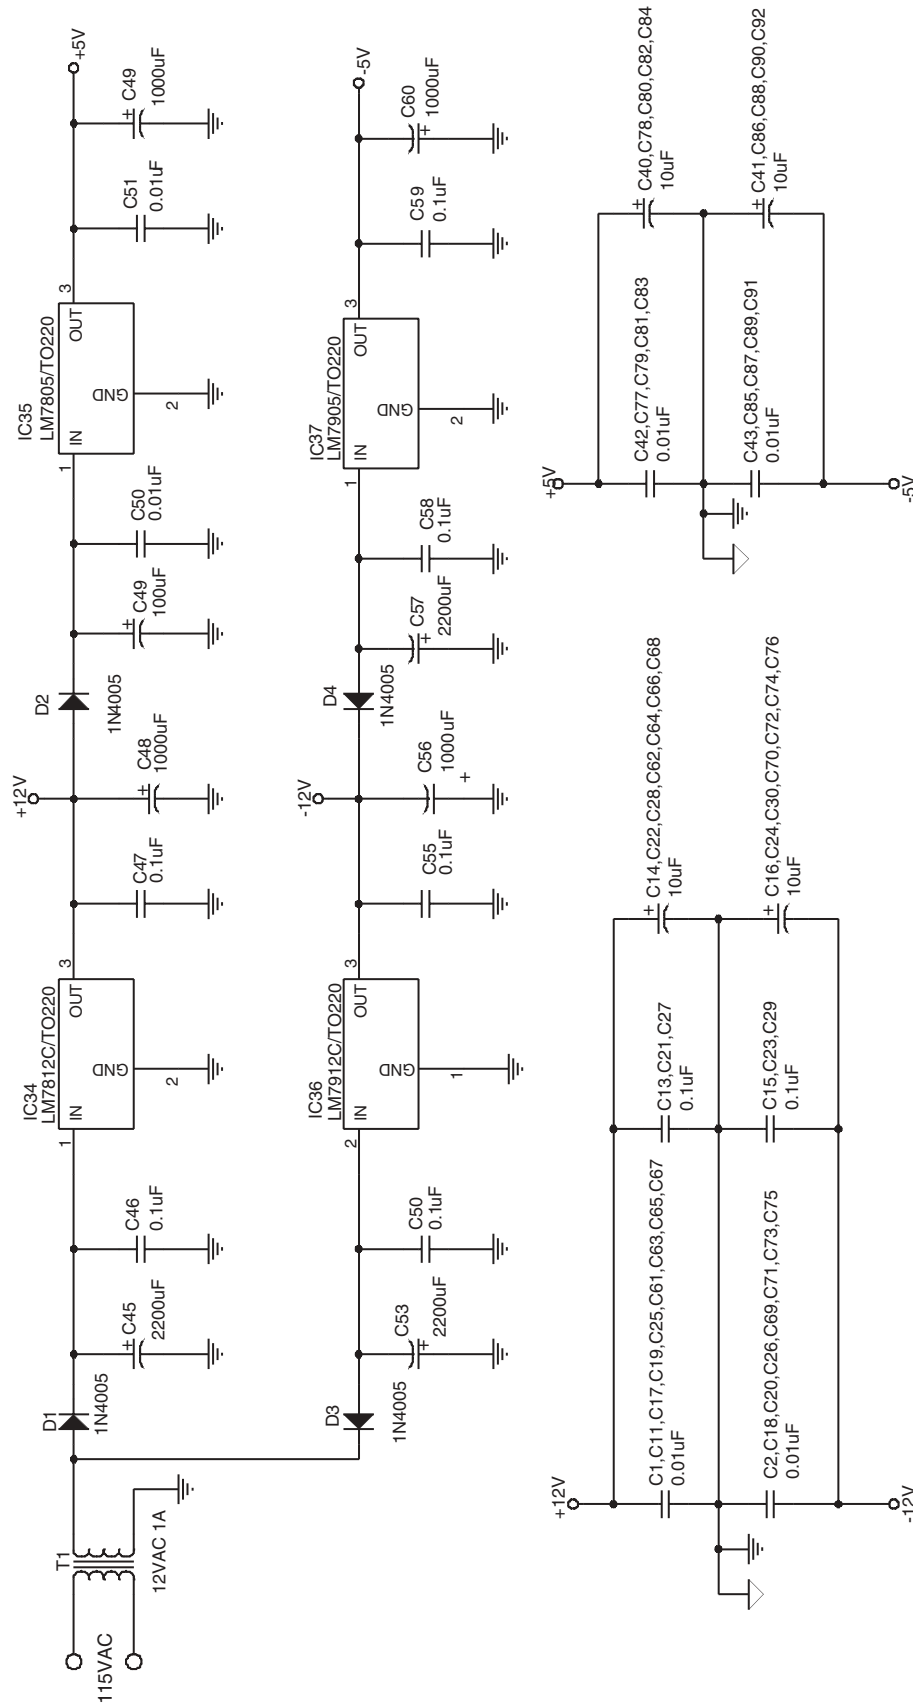 115VAC
T1
12VAC 1A
D1
1N4005
+ C45
2200uF
C46
0.1uF
IC34
LM7812C/TO220
1
IN
GND
OUT
3
2
C47
0.1uF
+12V
+ C48
1000uF
D2
1N4005
+ C49
100uF
C50
0.01uF
IC35
LM7805/TO220
1
IN
GND
OUT
3
2
C51
0.01uF
+ C49
1000uF
+5V
D3
1N4005
C53
+ 2200uF
C50
0.1uF
IC36
LM7912C/TO220
2
IN
GND
OUT
3
1
C55
0.1uF
-12V
C56
1000uF
+
D4
1N4005
C57
+ 2200uF
C58
0.1uF
IC37
LM7905/TO220
1
IN
GND
OUT
3
2
C59
0.1uF
C60
+ 1000uF
-5V
+12V
C1,C11,C17,C19,C25,C61,C63,C65,C67
0.01uF
C13,C21,C27
0.1uF
+ C14,C22,C28,C62,C64,C66,C68
10uF
C2,C18,C20,C26,C69,C71,C73,C75
0.01uF
C15,C23,C29
0.1uF
+ C16,C24,C30,C70,C72,C74,C76
10uF
-12V
+5V
C42,C77,C79,C81,C83
0.01uF
+ C40,C78,C80,C82,C84
10uF
C43,C85,C87,C89,C91
0.01uF
+ C41,C86,C88,C90,C92
10uF
-5V